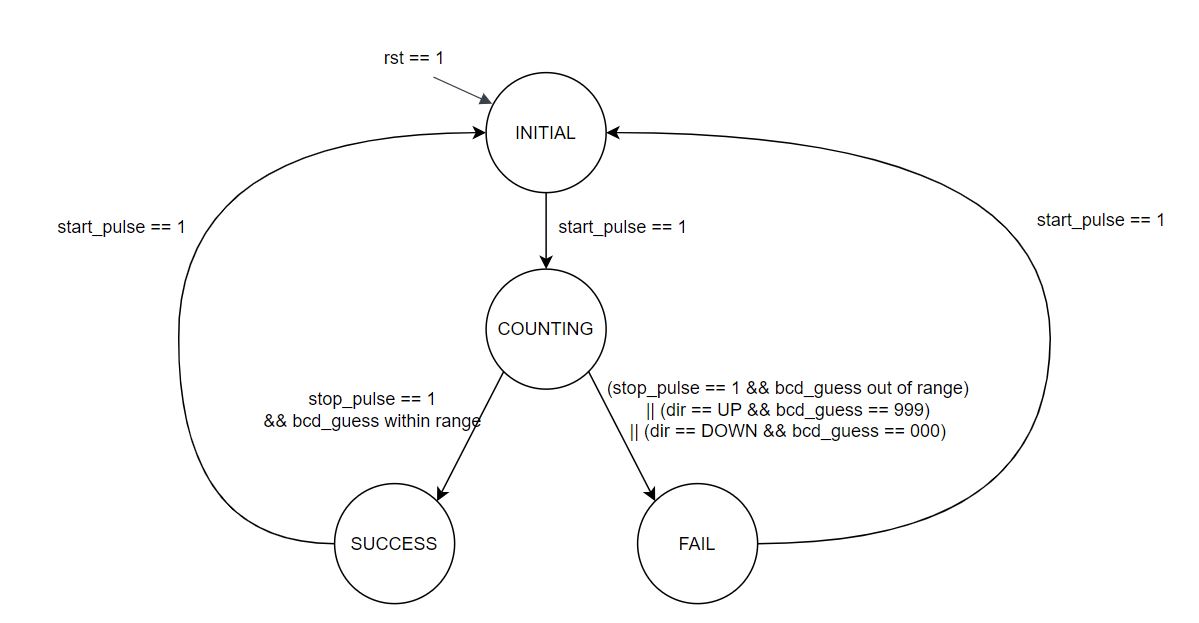 rst == 1
INITIAL
start_pulse == 1
start_pulse == 1
start_pulse == 1
COUNTING
stop_pulse == 1
&& bcd_guess within range
(stop_pulse == 1 && bcd_guess out of range)
|| (dir == UP && bcd_guess == 999)
|| (dir == DOWN && bcd_guess == 000)
SUCCESS
FAIL